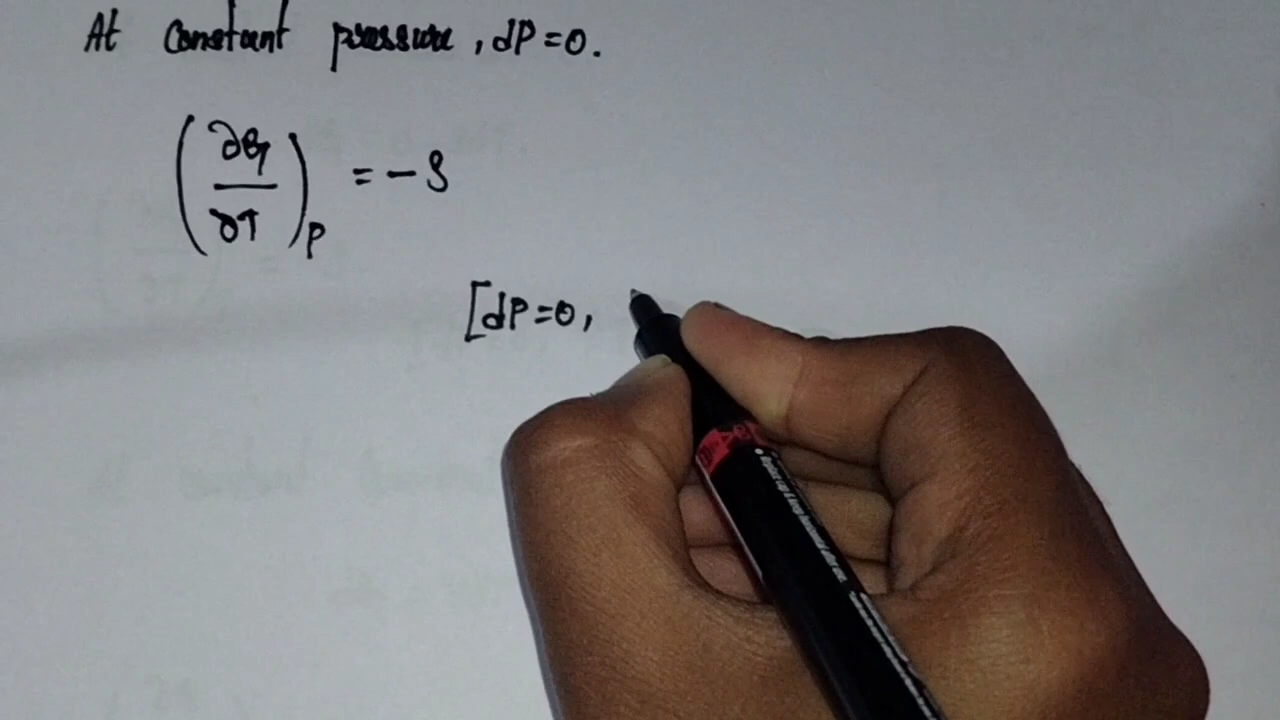 At constant pressure, dP=0.
(∂G/∂T)P = -S
[dP=0,